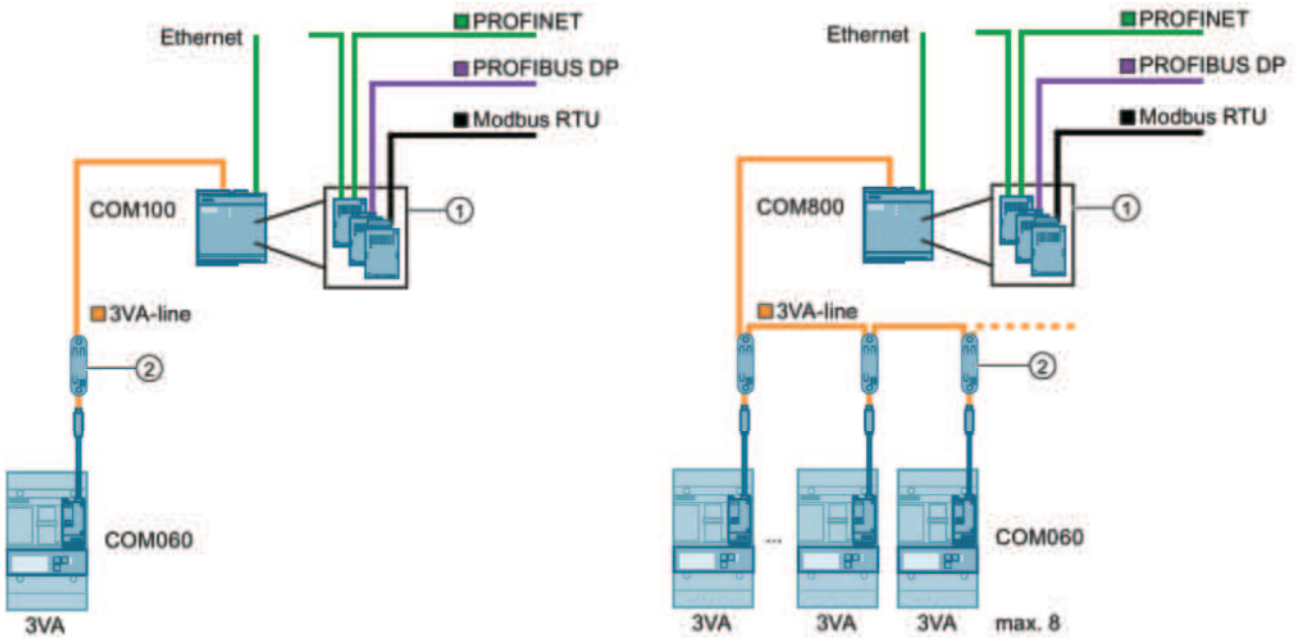 Ethernet
PROFINET
PROFIBUS DP
Modbus RTU
COM100
1
3VA-line
2
COM060
3VA
Ethernet
PROFINET
PROFIBUS DP
Modbus RTU
COM800
1
3VA-line
2
...
COM060
3VA 3VA 3VA max. 8